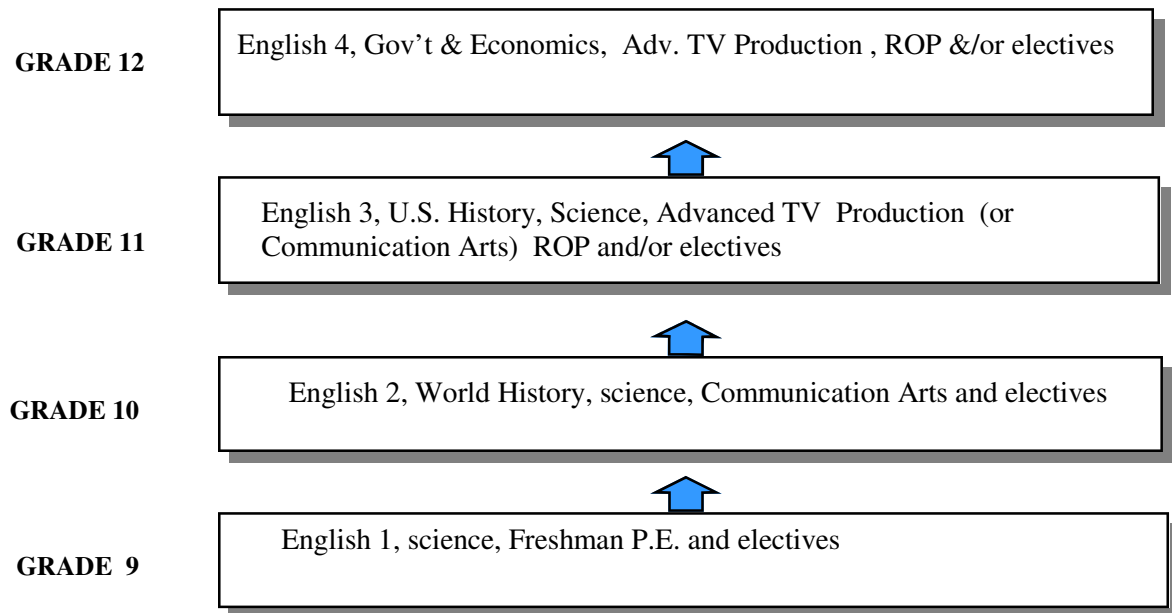 GRADE 12
English 4, Gov't & Economics, Adv. TV Production , ROP &/or electives
GRADE 11
English 3, U.S. History, Science, Advanced TV Production (or
Communication Arts) ROP and/or electives
GRADE 10
English 2, World History, science, Communication Arts and electives
GRADE 9
English 1, science, Freshman P.E. and electives